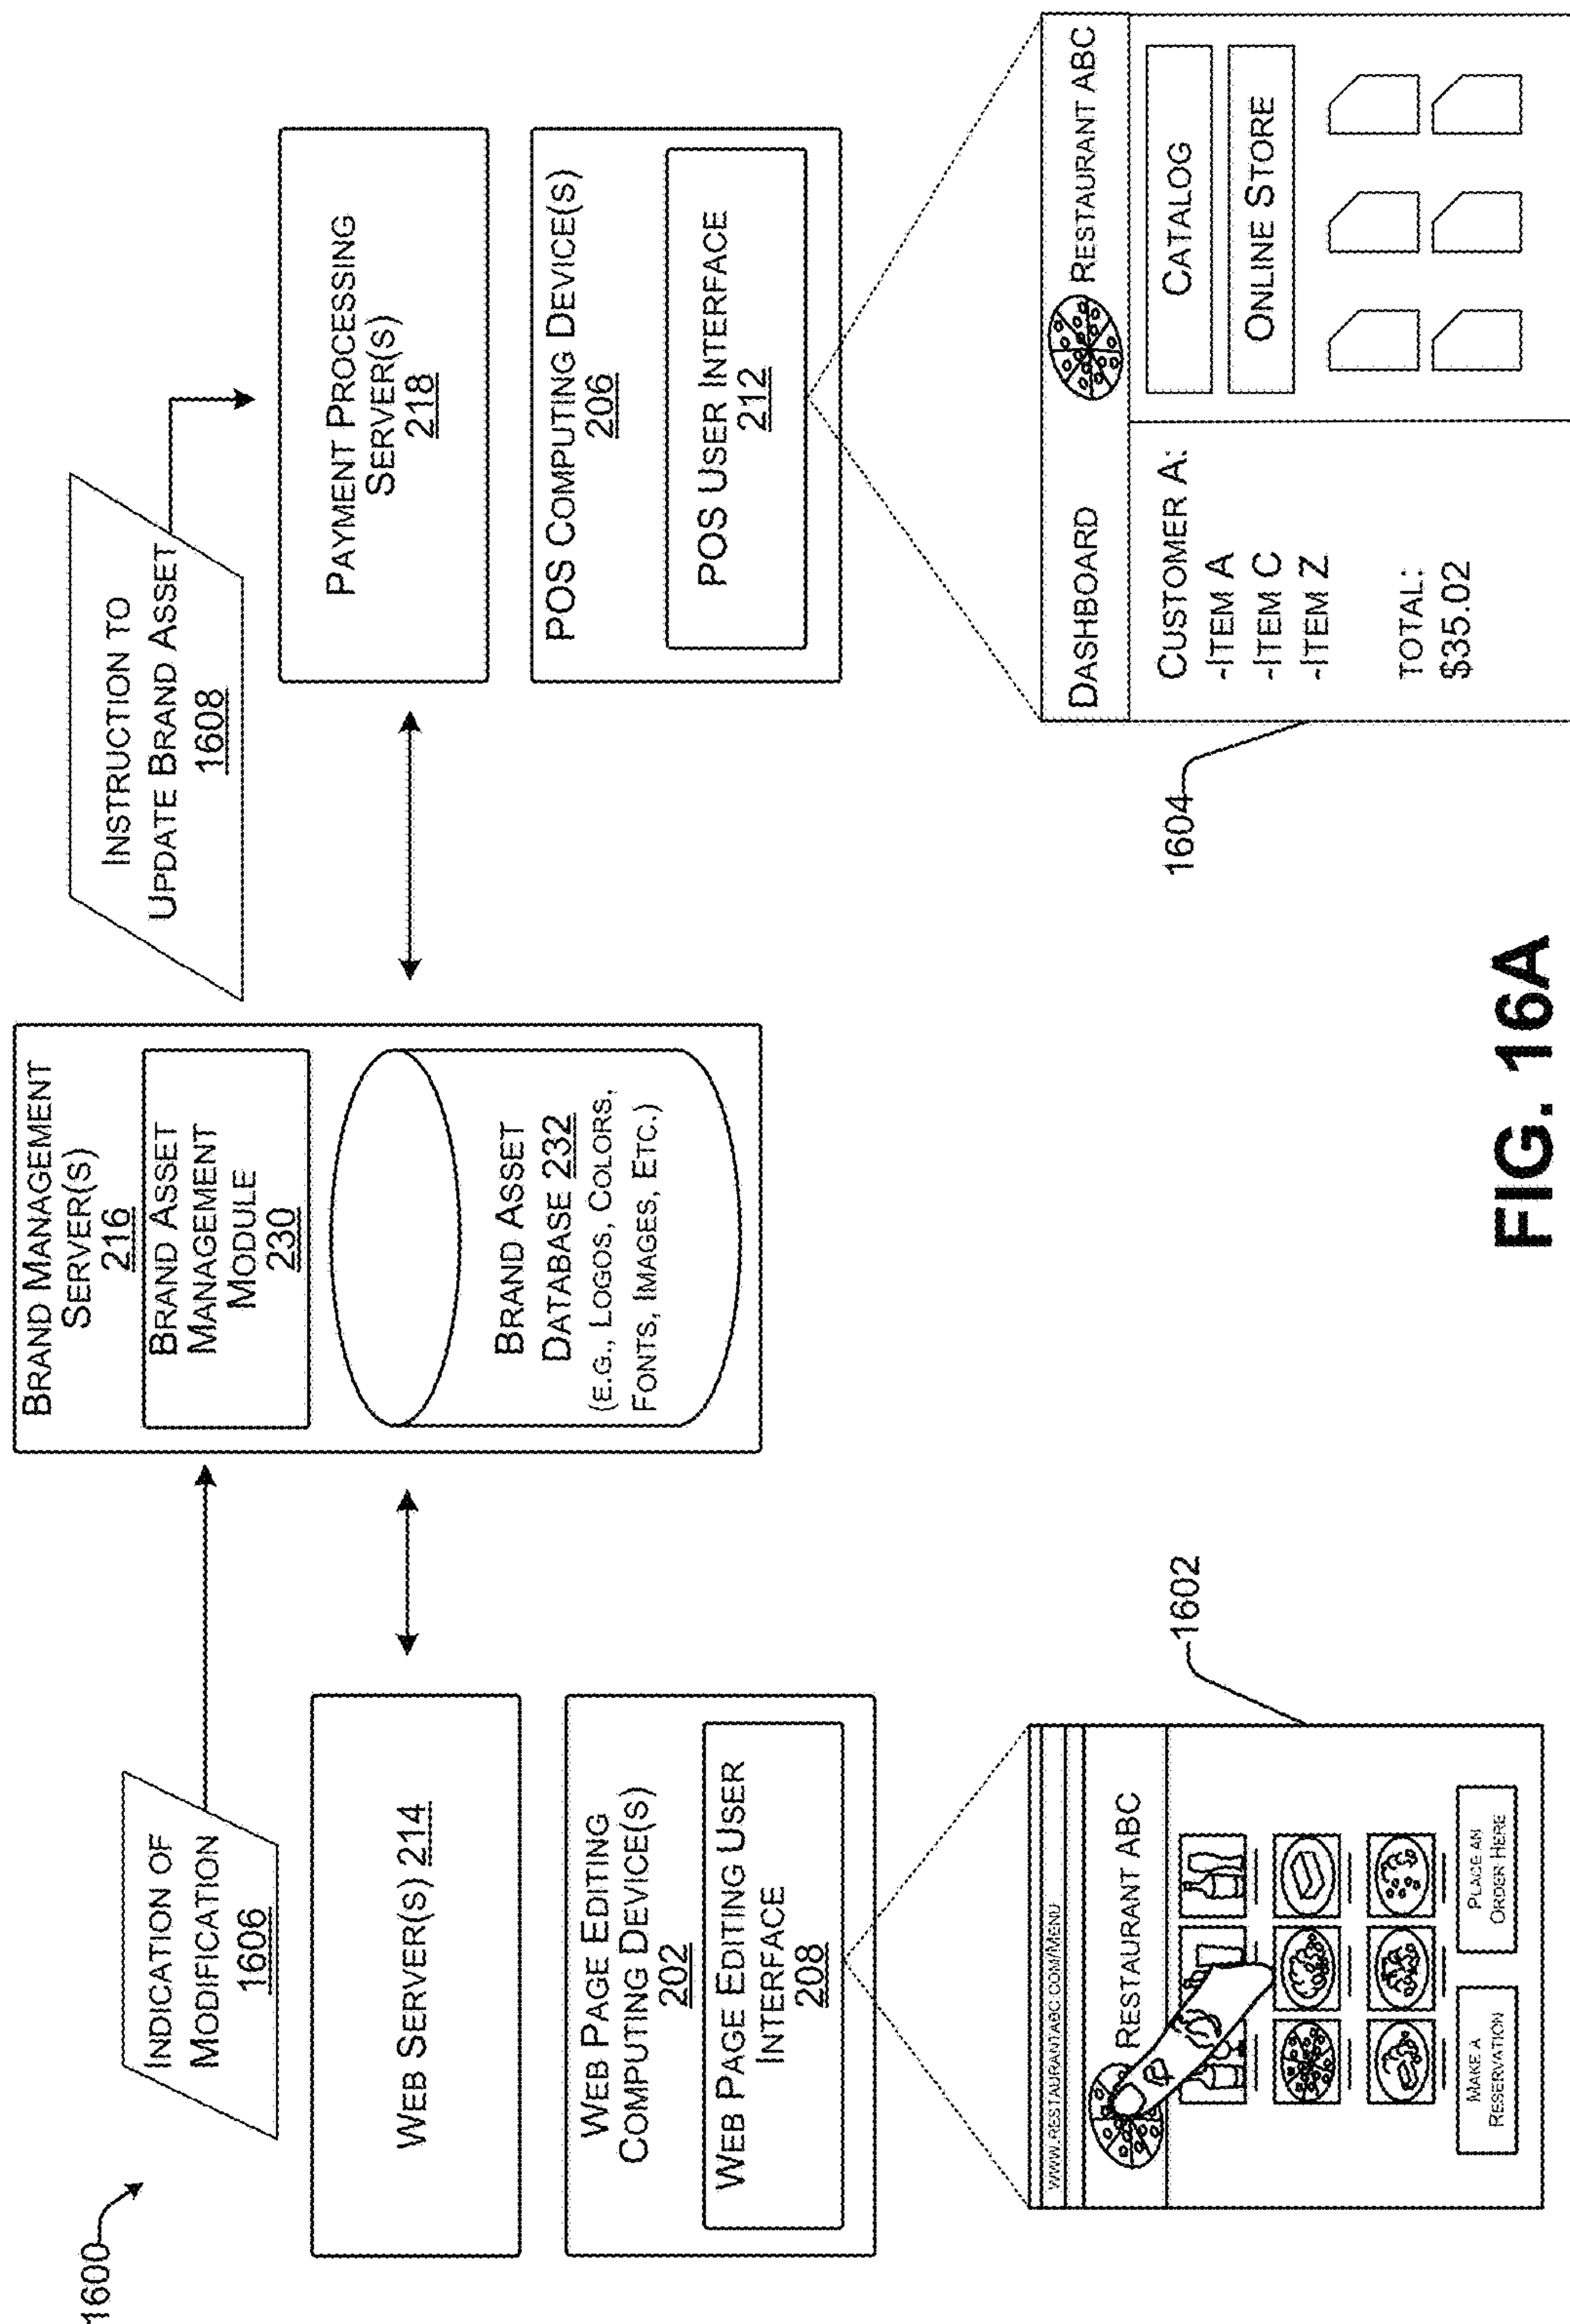 1600
INDICATION OF
MODIFICATION
1606
WEB SERVER(S) 214
WEB PAGE EDITING
COMPUTING DEVICE(S)
202
WEB PAGE EDITING USER
INTERFACE
208
WWW.RESTAURANTABC.COM/MENU
RESTAURANT ABC
MAKE A
RESERVATION
PLACE AN
ORDER HERE
1602
BRAND MANAGEMENT
SERVER(S)
216
BRAND ASSET
MANAGEMENT
MODULE
230
BRAND ASSET
DATABASE 232
(E.G., LOGOS, COLORS,
FONTS, IMAGES, ETC.)
INSTRUCTION TO
UPDATE BRAND ASSET
1608
PAYMENT PROCESSING
SERVER(S)
218
POS COMPUTING DEVICE(S)
206
POS USER INTERFACE
212
DASHBOARD
RESTAURANT ABC
CUSTOMER A:
-ITEM A
-ITEM C
-ITEM Z
TOTAL:
$35.02
CATALOG
ONLINE STORE
1604
FIG. 16A